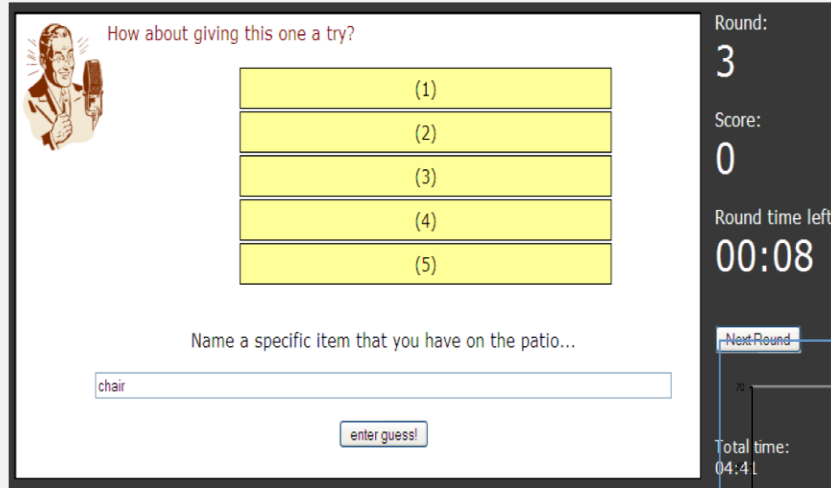 How about giving this one a try?
(1)
(2)
(3)
(4)
(5)
Name a specific item that you have on the patio...
chair
enter guess!
Round:
3
Score:
0
Round time left
00:08
Next Round
70
Total time:
04:41